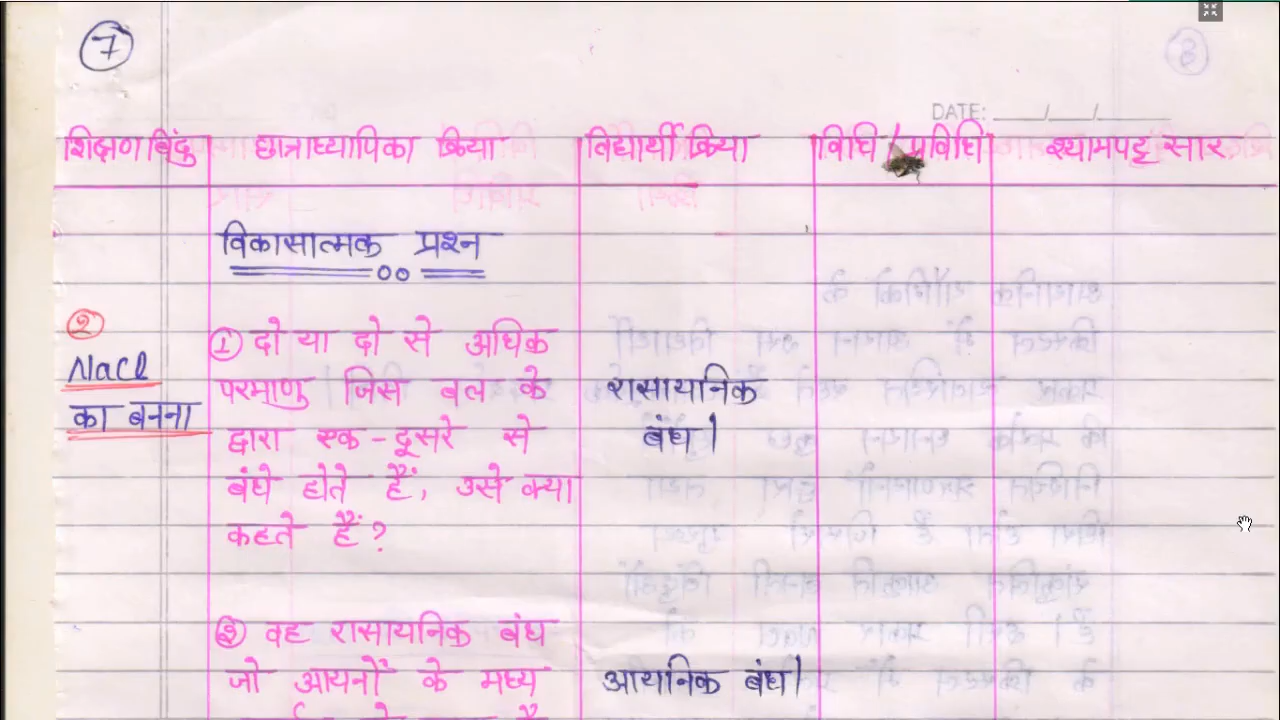 7
DATE:
शिक्षण बिंदु छात्राध्यापिका क्रिया विद्यार्थी क्रिया विधि / प्रविधि श्यामपट्ट सार
विकासात्मक प्रश्न
२
NaCl
का बनना
① दो या दो से अधिक
परमाणु जिस बल के
द्वारा एक-दूसरे से
बंधे होते हैं, उसे क्या
कहते हैं?
रासायनिक
बंध।
② वह रासायनिक बंध
जो आयनों के मध्य
आयनिक बंध।